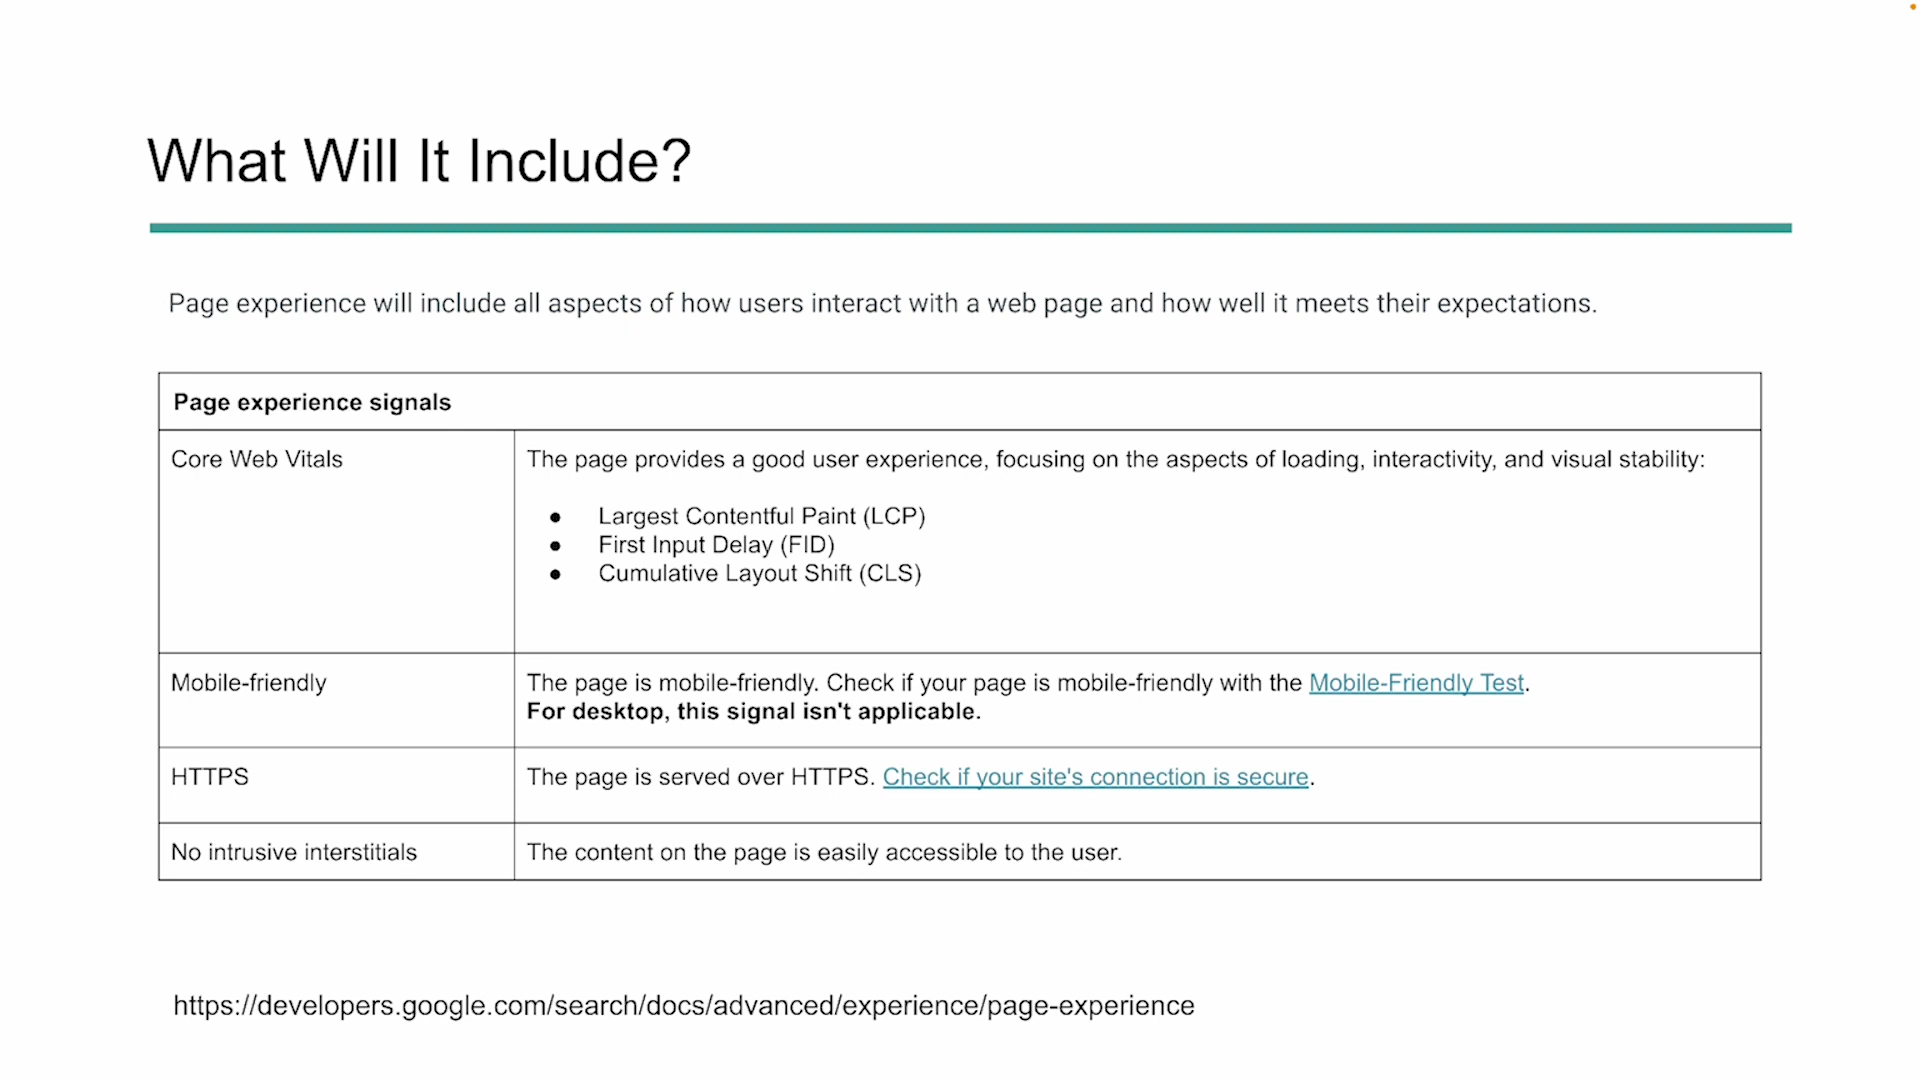 What Will It Include?
Page experience will include all aspects of how users interact with a web page and how well it meets their expectations.
Page experience signals
Core Web Vitals
The page provides a good user experience, focusing on the aspects of loading, interactivity, and visual stability:
● Largest Contentful Paint (LCP)
● First Input Delay (FID)
● Cumulative Layout Shift (CLS)
Mobile-friendly
The page is mobile-friendly. Check if your page is mobile-friendly with the Mobile-Friendly Test.
For desktop, this signal isn't applicable.
HTTPS
The page is served over HTTPS. Check if your site's connection is secure.
No intrusive interstitials
The content on the page is easily accessible to the user.
https://developers.google.com/search/docs/advanced/experience/page-experience